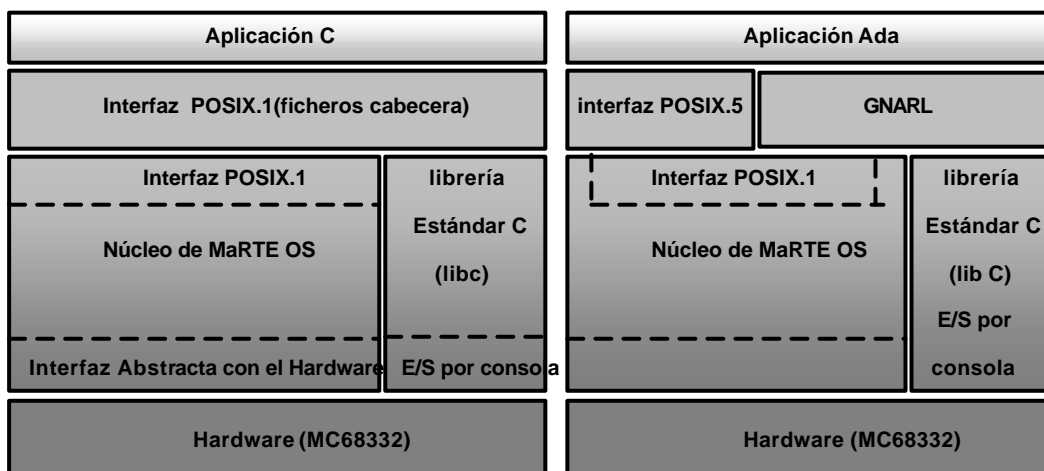 Aplicación C
Interfaz POSIX.1(ficheros cabecera)
Interfaz POSIX.1
Núcleo de MaRTE OS
Interfaz Abstracta con el Hardware
librería
Estándar C
(libc)
E/S por consola
Hardware (MC68332)
Aplicación Ada
interfaz POSIX.5
GNARL
Interfaz POSIX.1
Núcleo de MaRTE OS
librería
Estándar C
(lib C)
E/S por
consola
Hardware (MC68332)